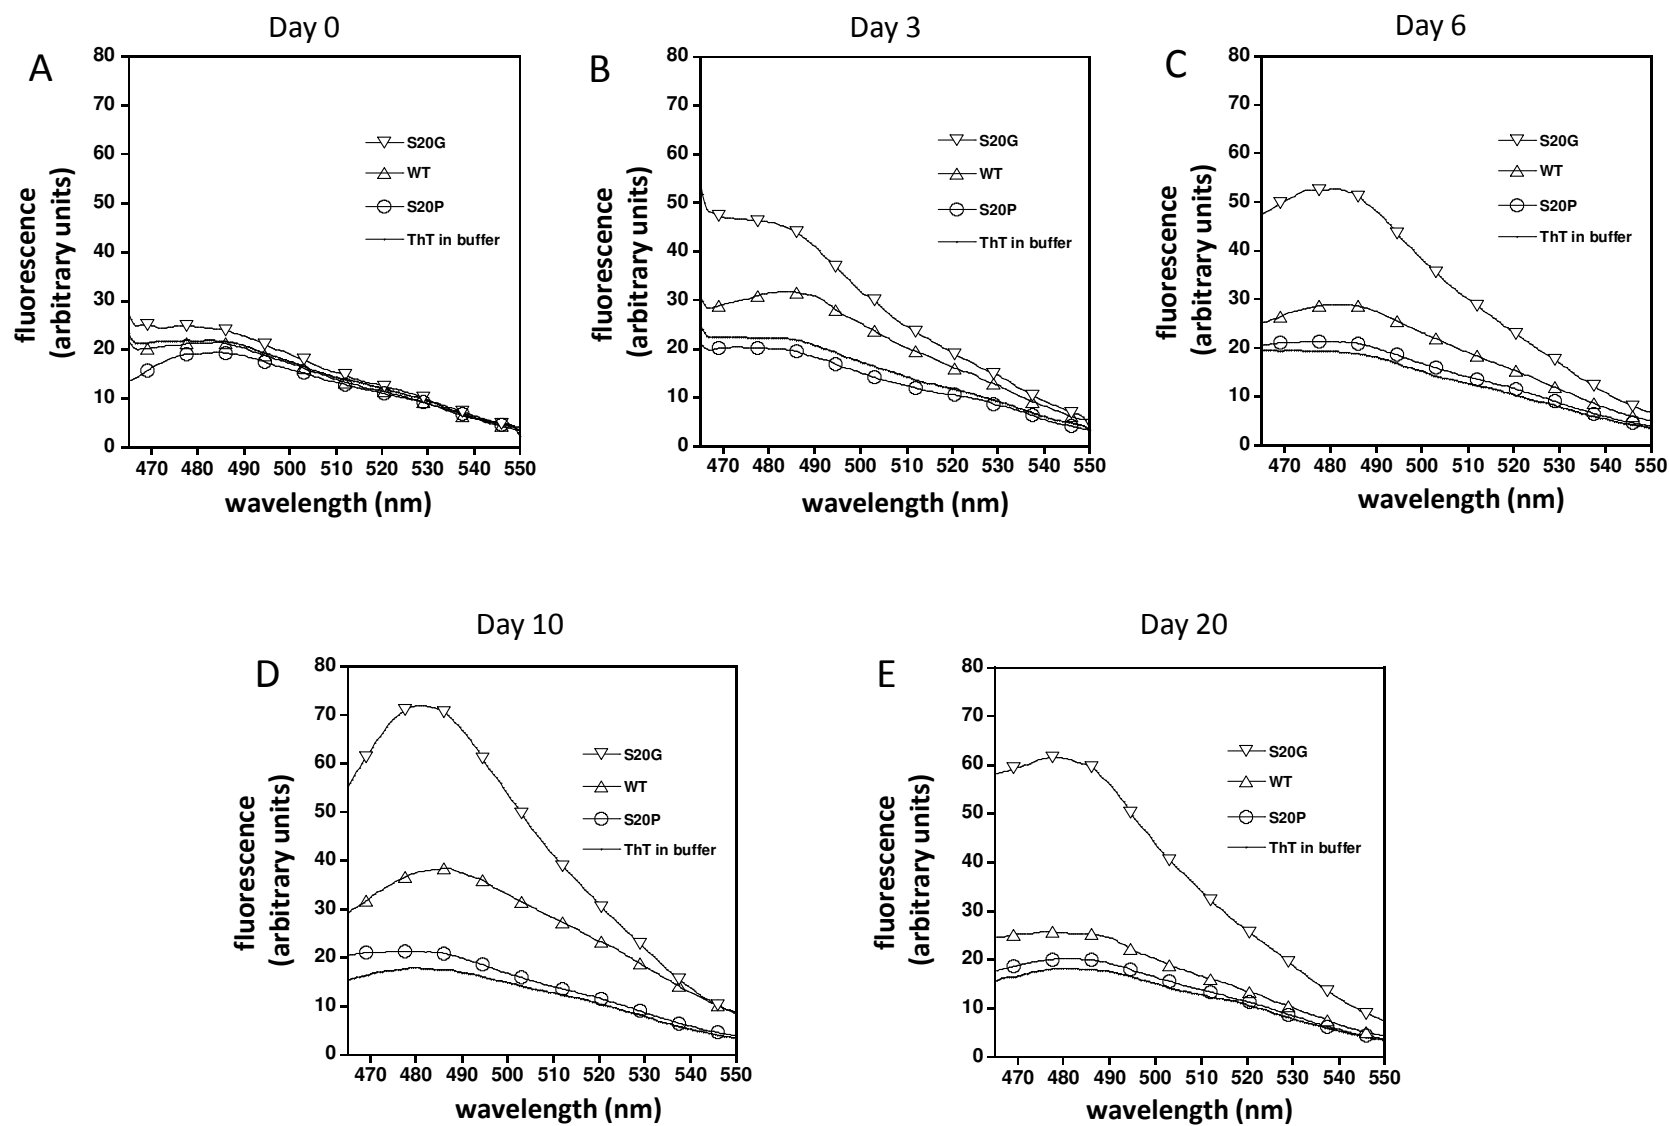 Day 0
A
80
70
60
50
40
30
20
10
0
fluorescence
(arbitrary units)
S20G
WT
S20P
ThT in buffer
470 480 490 500 510 520 530 540 550
wavelength (nm)
Day 3
B
80
70
60
50
40
30
20
10
0
fluorescence
(arbitrary units)
S20G
WT
S20P
ThT in buffer
470 480 490 500 510 520 530 540 550
wavelength (nm)
Day 6
C
80
70
60
50
40
30
20
10
0
fluorescence
(arbitrary units)
S20G
WT
S20P
ThT in buffer
470 480 490 500 510 520 530 540 550
wavelength (nm)
Day 10
D
80
70
60
50
40
30
20
10
0
fluorescence
(arbitrary units)
S20G
WT
S20P
ThT in buffer
470 480 490 500 510 520 530 540 550
wavelength (nm)
Day 20
E
80
70
60
50
40
30
20
10
0
fluorescence
(arbitrary units)
S20G
WT
S20P
ThT in buffer
470 480 490 500 510 520 530 540 550
wavelength (nm)